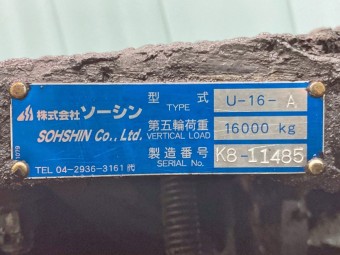 株式会社 ソーシン
SOHSHIN Co., Ltd.
TEL 04-2936-3161 代
型 式 U-16-A
TYPE
第五輪荷重 16000 kg
VERTICAL LOAD
製造番号 K8-11485
SERIAL No.